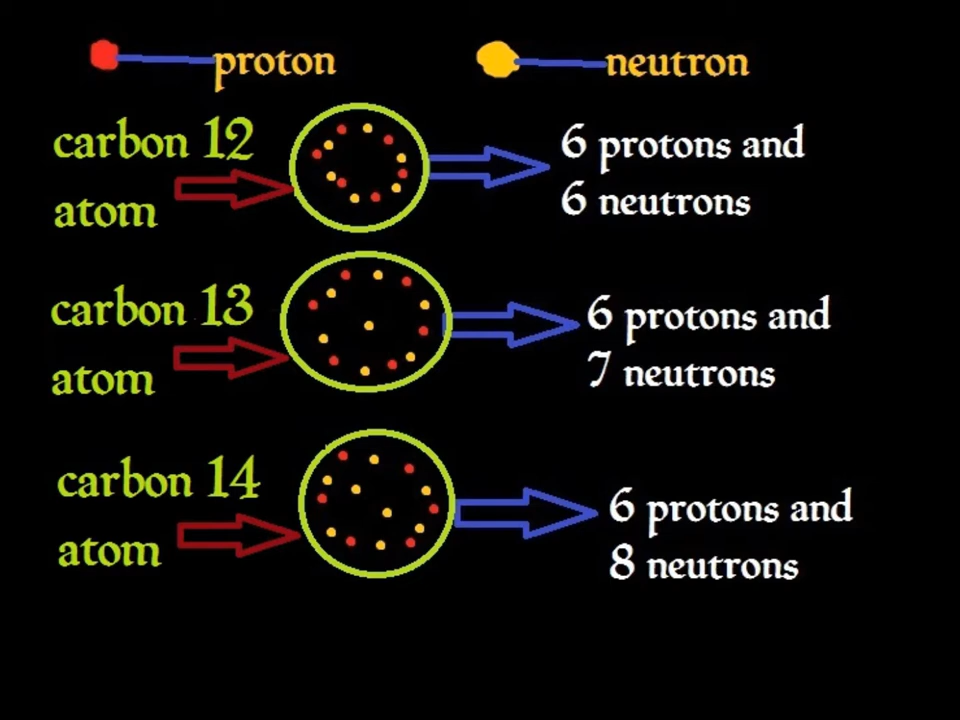 proton
neutron
carbon 12
atom
6 protons and
6 neutrons
carbon 13
atom
6 protons and
7 neutrons
carbon 14
atom
6 protons and
8 neutrons